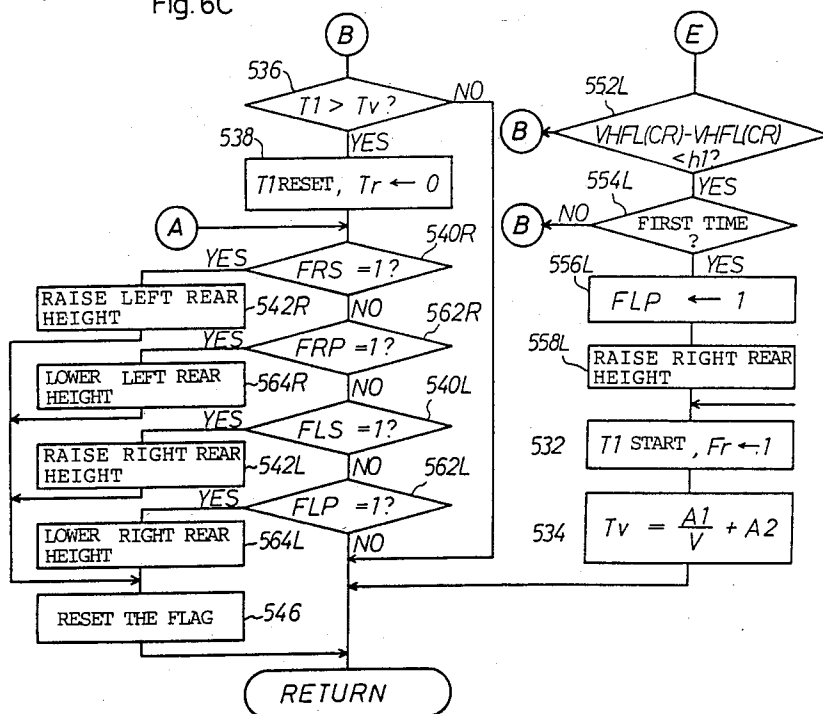 Fig. 6C
B
536
T1 > Tv ?
NO
YES
538
T1 RESET, Tr ← 0
A
540R
YES
FRS = 1?
NO
RAISE LEFT REAR
HEIGHT
542R
562R
YES
FRP = 1?
NO
LOWER LEFT REAR
HEIGHT
564R
540L
YES
FLS = 1?
NO
RAISE RIGHT REAR
HEIGHT
542L
562L
YES
FLP = 1?
NO
LOWER RIGHT REAR
HEIGHT
564L
RESET THE FLAG
546
RETURN
E
552L
B
VHFL(CR)-VHFL(CR)
<h1?
YES
554L
B
NO
FIRST TIME
?
YES
556L
FLP ← 1
558L
RAISE RIGHT REAR
HEIGHT
532
T1 START, Fr ← 1
534
Tv = A1/V + A2